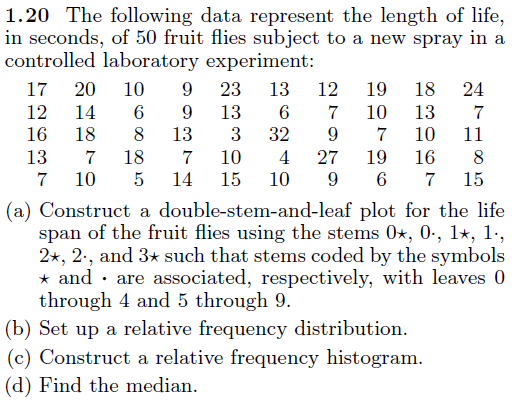 1.20 The following data represent the length of life,
in seconds, of 50 fruit flies subject to a new spray in a
controlled laboratory experiment:
17 20 10 9 23 13 12 19 18 24
12 14 6 9 13 6 7 10 13 7
16 18 8 13 3 32 9 7 10 11
13 7 18 7 10 4 27 19 16 8
7 10 5 14 15 10 9 6 7 15
(a) Construct a double-stem-and-leaf plot for the life
span of the fruit flies using the stems 0⋆, 0·, 1⋆, 1·,
2⋆, 2·, and 3⋆ such that stems coded by the symbols
⋆ and · are associated, respectively, with leaves 0
through 4 and 5 through 9.
(b) Set up a relative frequency distribution.
(c) Construct a relative frequency histogram.
(d) Find the median.